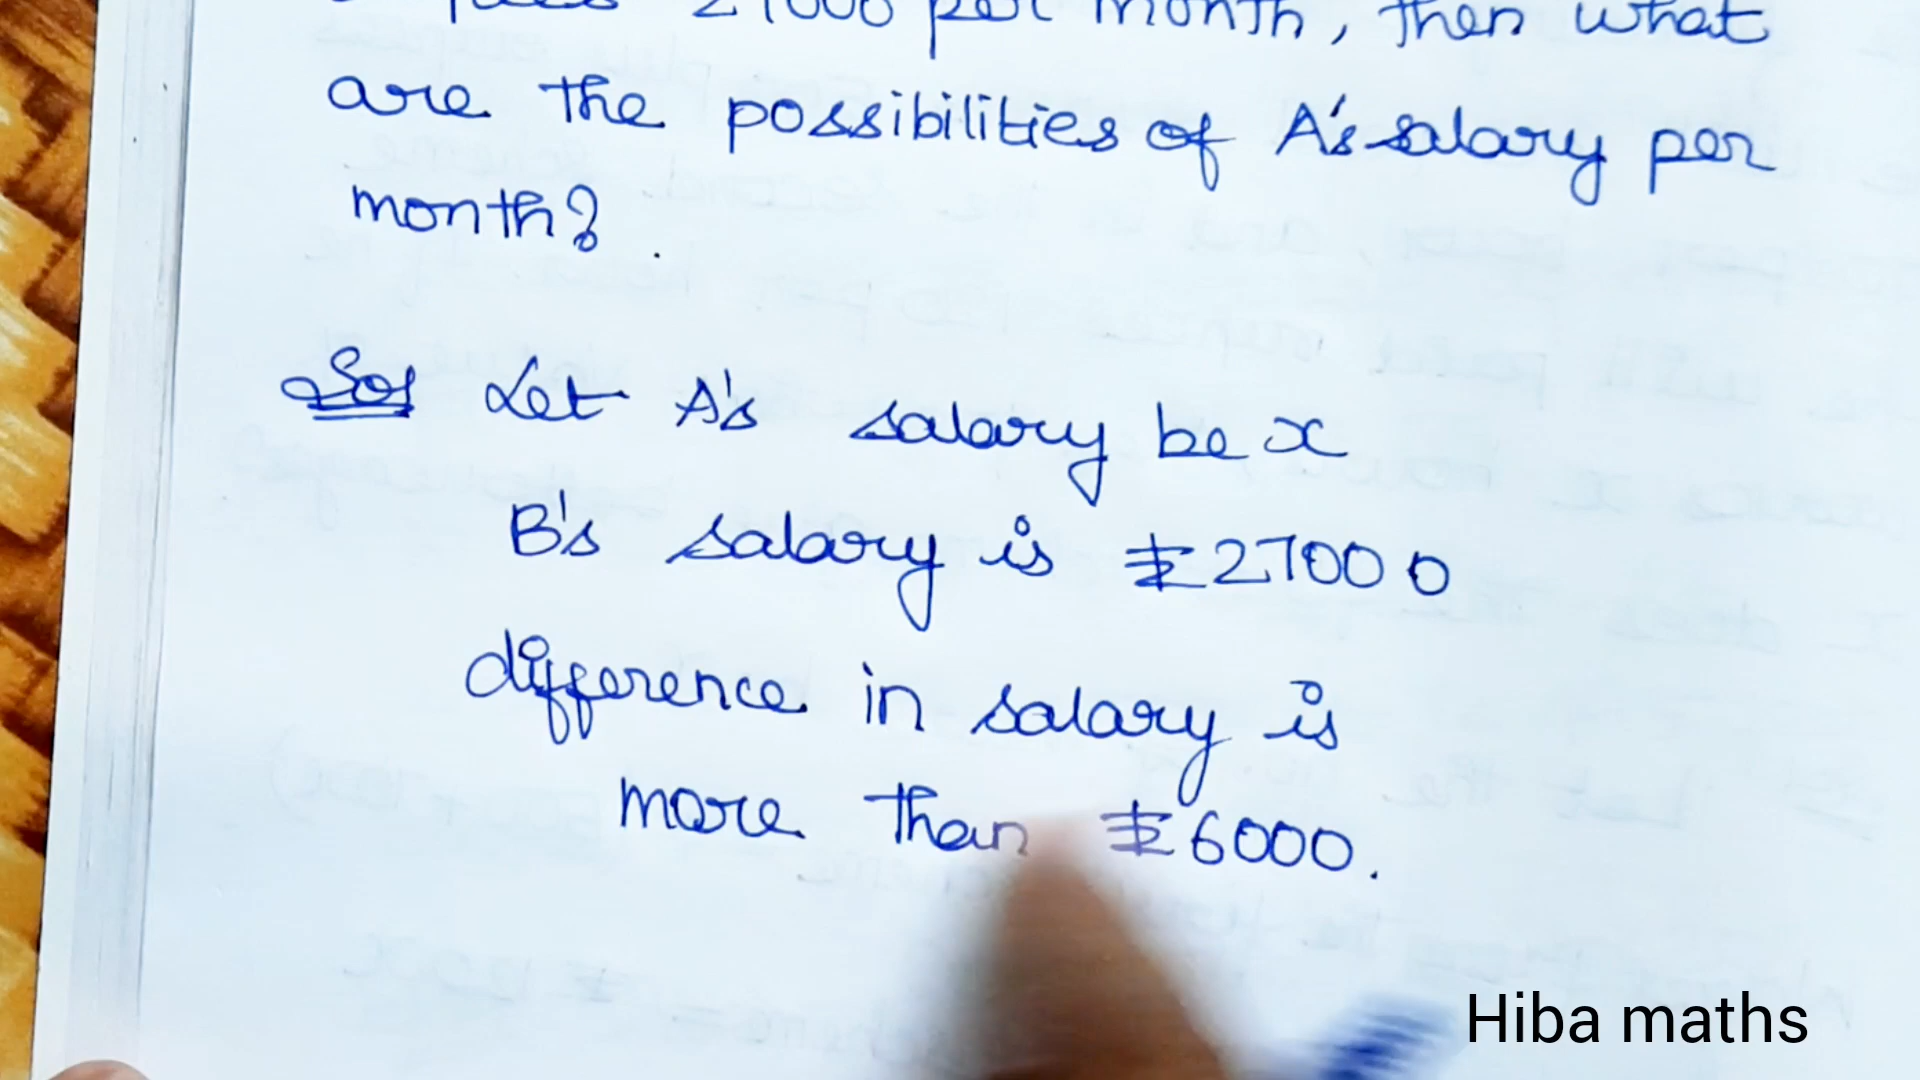 27000 per month, then what
are the possibilities of A's salary per
month?
Sol Let A's salary be x
B's salary is ₹27000
difference in salary is
more than ₹6000.
Hiba maths